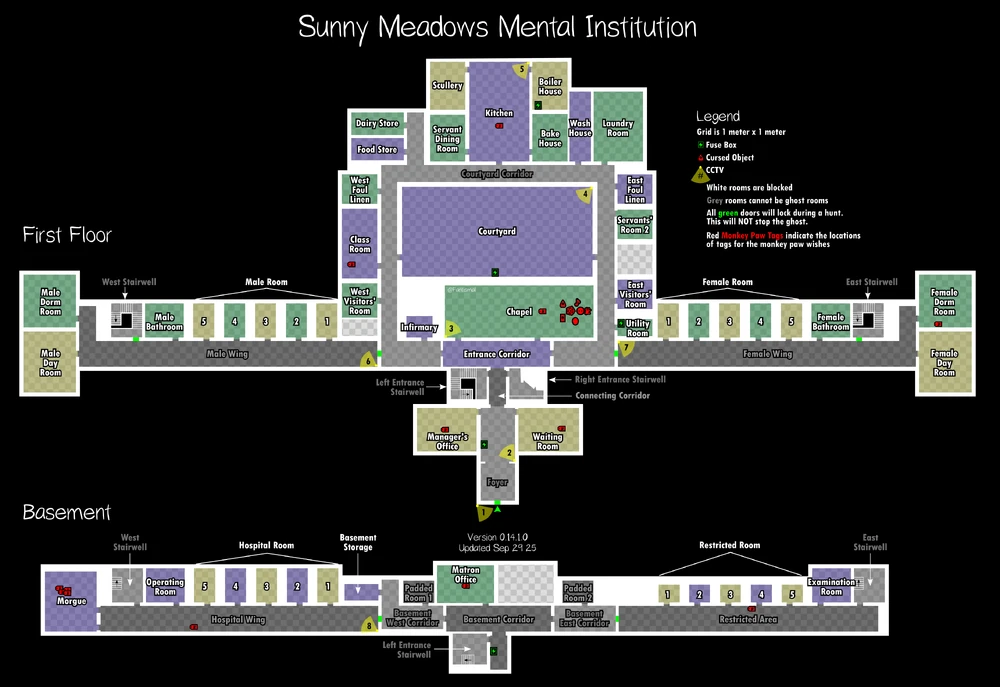 Sunny Meadows Mental Institution
Scullery
Kitchen
5
Boiler
House
Dairy Store
Food Store
Servant
Dining
Room
Bake
House
Wash
House
Laundry
Room
Courtyard Corridor
Legend
Grid is 1 meter x 1 meter
Fuse Box
Cursed Object
# CCTV
White rooms are blocked
Grey rooms cannot be ghost rooms
All green doors will lock during a hunt.
This will NOT stop the ghost.
Red Monkey Paw Tags indicate the locations
of tags for the monkey paw wishes
West
Foul
Linen
East
Foul
Linen
4
Class
Room
Courtyard
Servants'
Room 2
First Floor
West Stairwell
Male Room
Female Room
East Stairwell
Male
Dorm
Room
Male
Bathroom
5
4
3
2
1
West
Visitors'
Room
Infirmary
3
Chapel
East
Visitors'
Room
Utility
Room
1
2
3
4
5
Female
Bathroom
Female
Dorm
Room
Male
Day
Room
Male Wing
6
Entrance Corridor
7
Female Wing
Female
Day
Room
Left Entrance
Stairwell
Right Entrance Stairwell
Connecting Corridor
Manager's
Office
2
Waiting
Room
Foyer
1
Basement
Version 0.14.1.0
Updated Sep 29 25
West
Stairwell
Hospital Room
Basement
Storage
Restricted Room
East
Stairwell
Morgue
Operating
Room
5
4
3
2
1
Padded
Room 1
Matron
Office
Padded
Room 2
1
2
3
4
5
Examination
Room
Hospital Wing
8
Basement
West Corridor
Basement Corridor
Basement
East Corridor
Restricted Area
Left Entrance
Stairwell